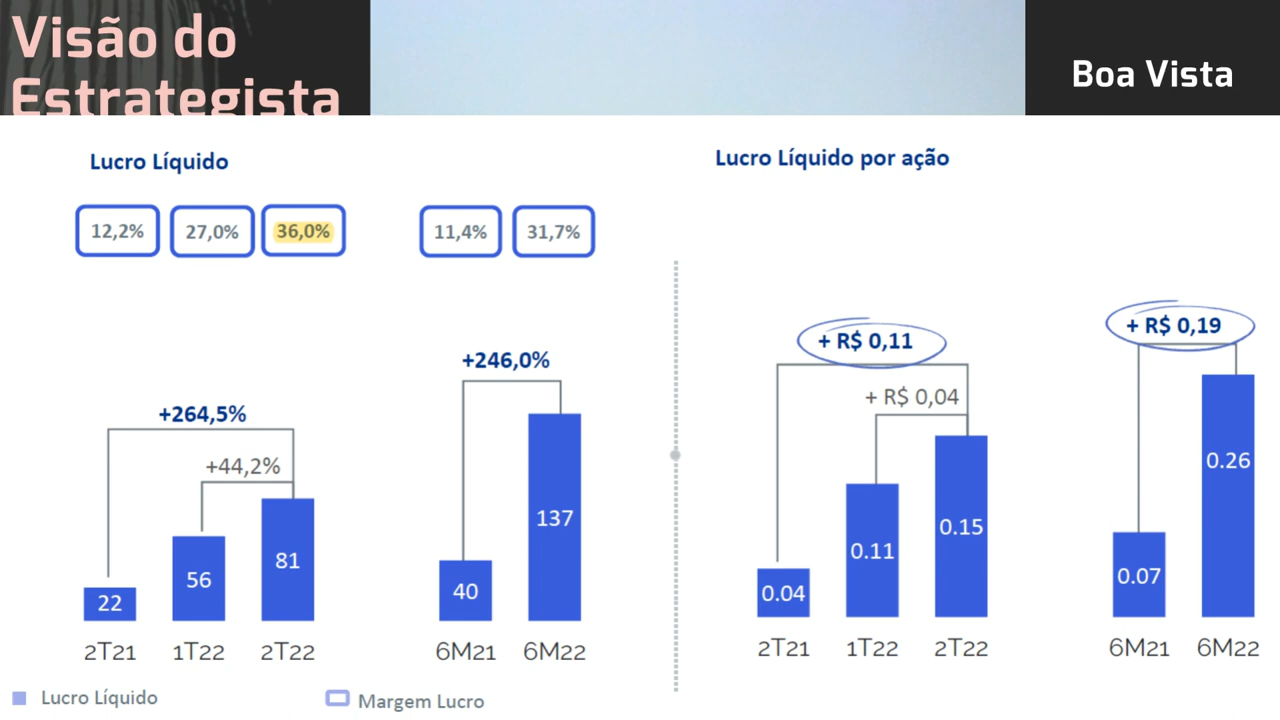 Visão do
Estrategista
Boa Vista
Lucro Líquido
12,2% 27,0% 36,0% 11,4% 31,7%
+264,5%
+44,2%
+246,0%
22 56 81 40 137
2T21 1T22 2T22 6M21 6M22
Lucro Líquido Margem Lucro
Lucro Líquido por ação
+ R$ 0,11
+ R$ 0,04
+ R$ 0,19
0.04 0.11 0.15 0.07 0.26
2T21 1T22 2T22 6M21 6M22